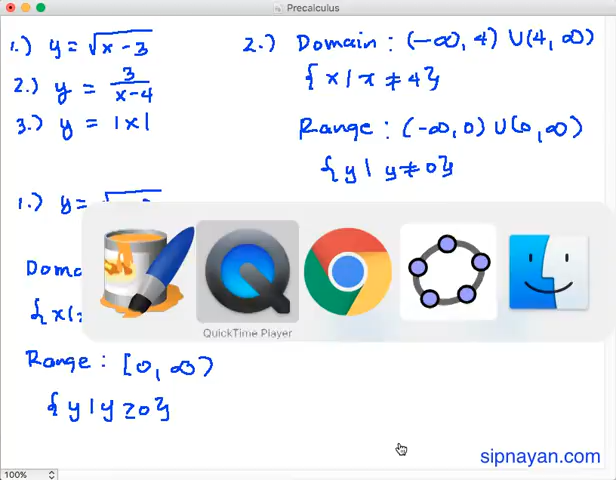 Precalculus
1.) y = √x-3
2.) y = 3/x-4
3.) y = |x|
1.) y = √
Doma
{x|
Range : [0, ∞)
{y | y ≥ 0}
2.) Domain : (-∞, 4) ∪ (4, ∞)
{x | x ≠ 4}
Range : (-∞, 0) ∪ (0, ∞)
{y | y ≠ 0}
QuickTime Player
sipnayan.com
100%